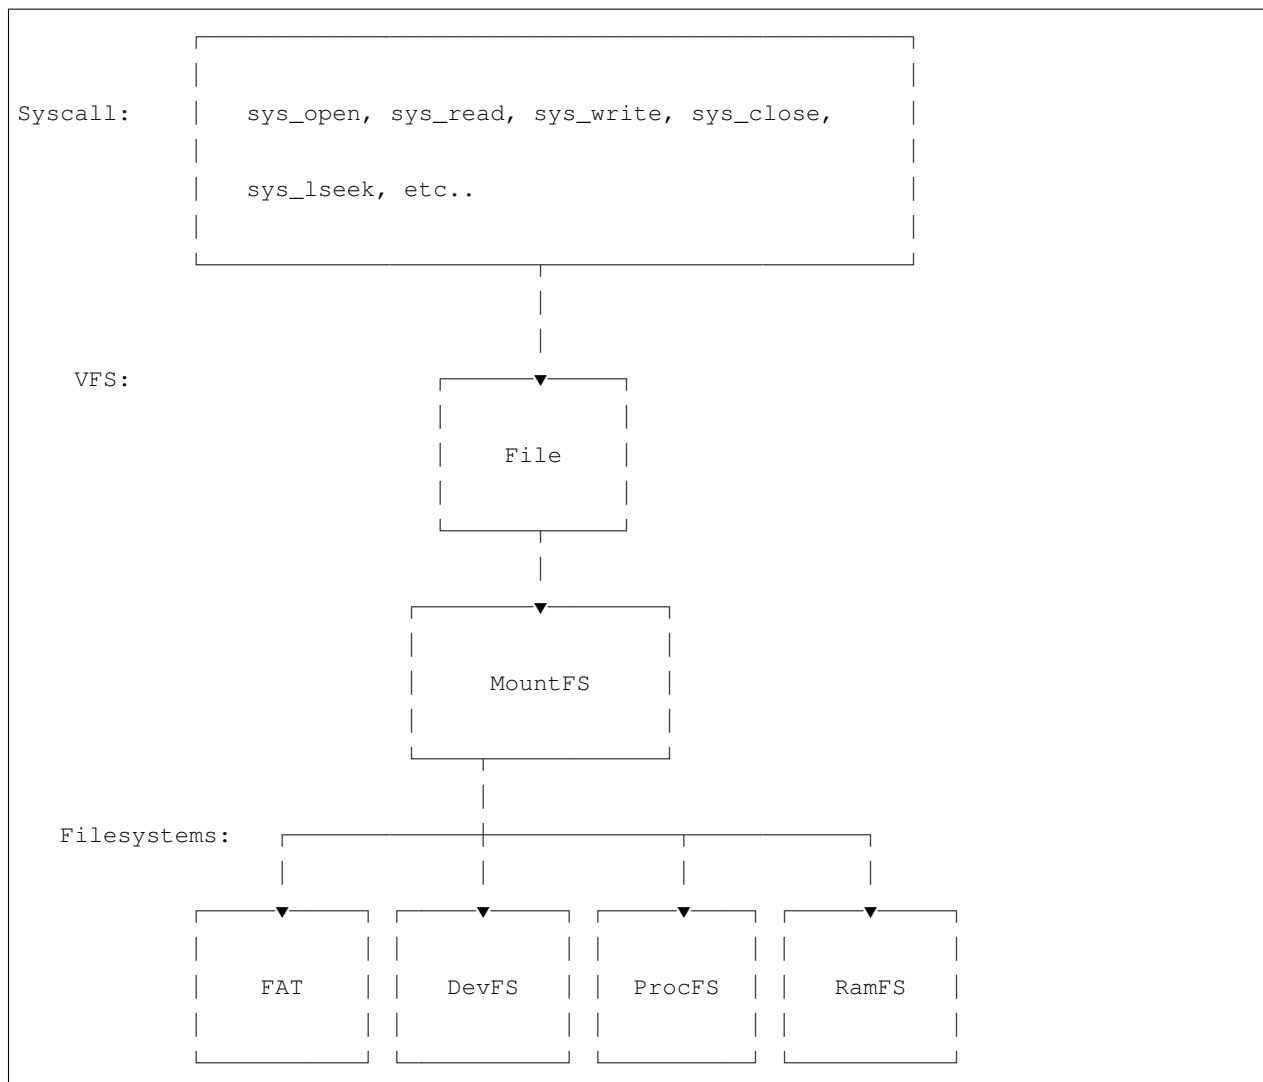 Syscall: sys_open, sys_read, sys_write, sys_close,
sys_lseek, etc..
VFS:
File
MountFS
Filesystems:
FAT DevFS ProcFS RamFS